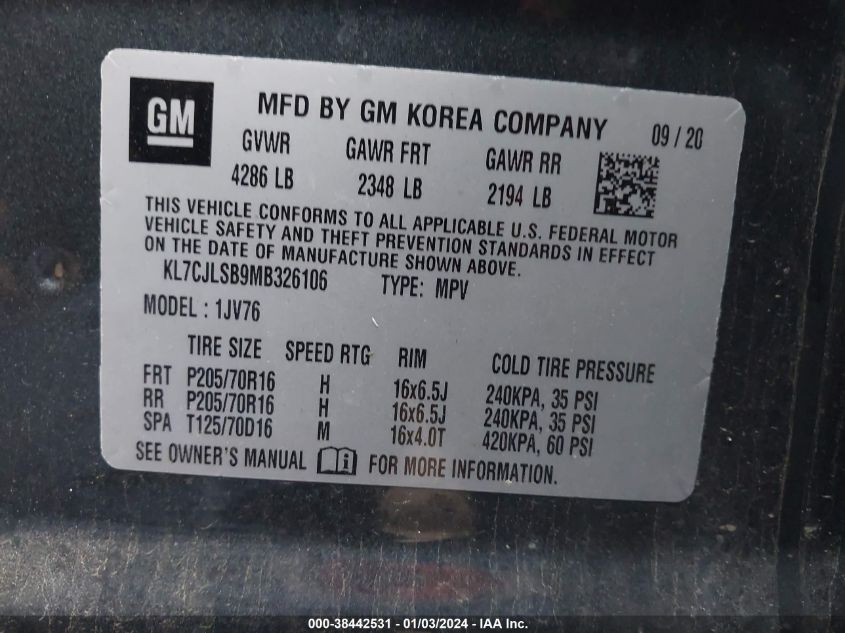 GM
MFD BY GM KOREA COMPANY 09 / 20
GVWR GAWR FRT GAWR RR
4286 LB 2348 LB 2194 LB
THIS VEHICLE CONFORMS TO ALL APPLICABLE U.S. FEDERAL MOTOR
VEHICLE SAFETY AND THEFT PREVENTION STANDARDS IN EFFECT
ON THE DATE OF MANUFACTURE SHOWN ABOVE.
KL7CJLSB9MB326106 TYPE: MPV
MODEL : 1JV76
TIRE SIZE SPEED RTG RIM COLD TIRE PRESSURE
FRT P205/70R16 H 16x6.5J 240KPA, 35 PSI
RR P205/70R16 H 16x6.5J 240KPA, 35 PSI
SPA T125/70D16 M 16x4.0T 420KPA, 60 PSI
SEE OWNER'S MANUAL i FOR MORE INFORMATION.
000-38442531 - 01/03/2024 - IAA Inc.